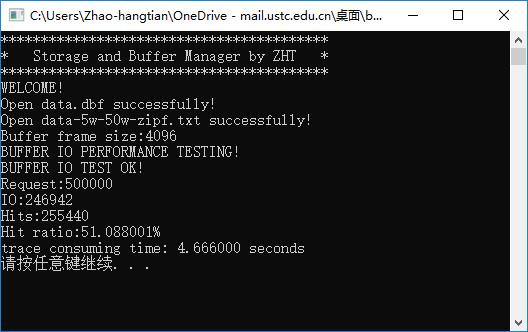 C:\Users\Zhao-hangtian\OneDrive - mail.ustc.edu.cn\桌面\b...
*****************************************
*   Storage and Buffer Manager by ZHT   *
*****************************************
WELCOME!
Open data.dbf successfully!
Open data-5w-50w-zipf.txt successfully!
Buffer frame size:4096
BUFFER IO PERFORMANCE TESTING!
BUFFER IO TEST OK!
Request:500000
IO:246942
Hits:255440
Hit ratio:51.088001%
trace consuming time: 4.666000 seconds
请按任意键继续. . .